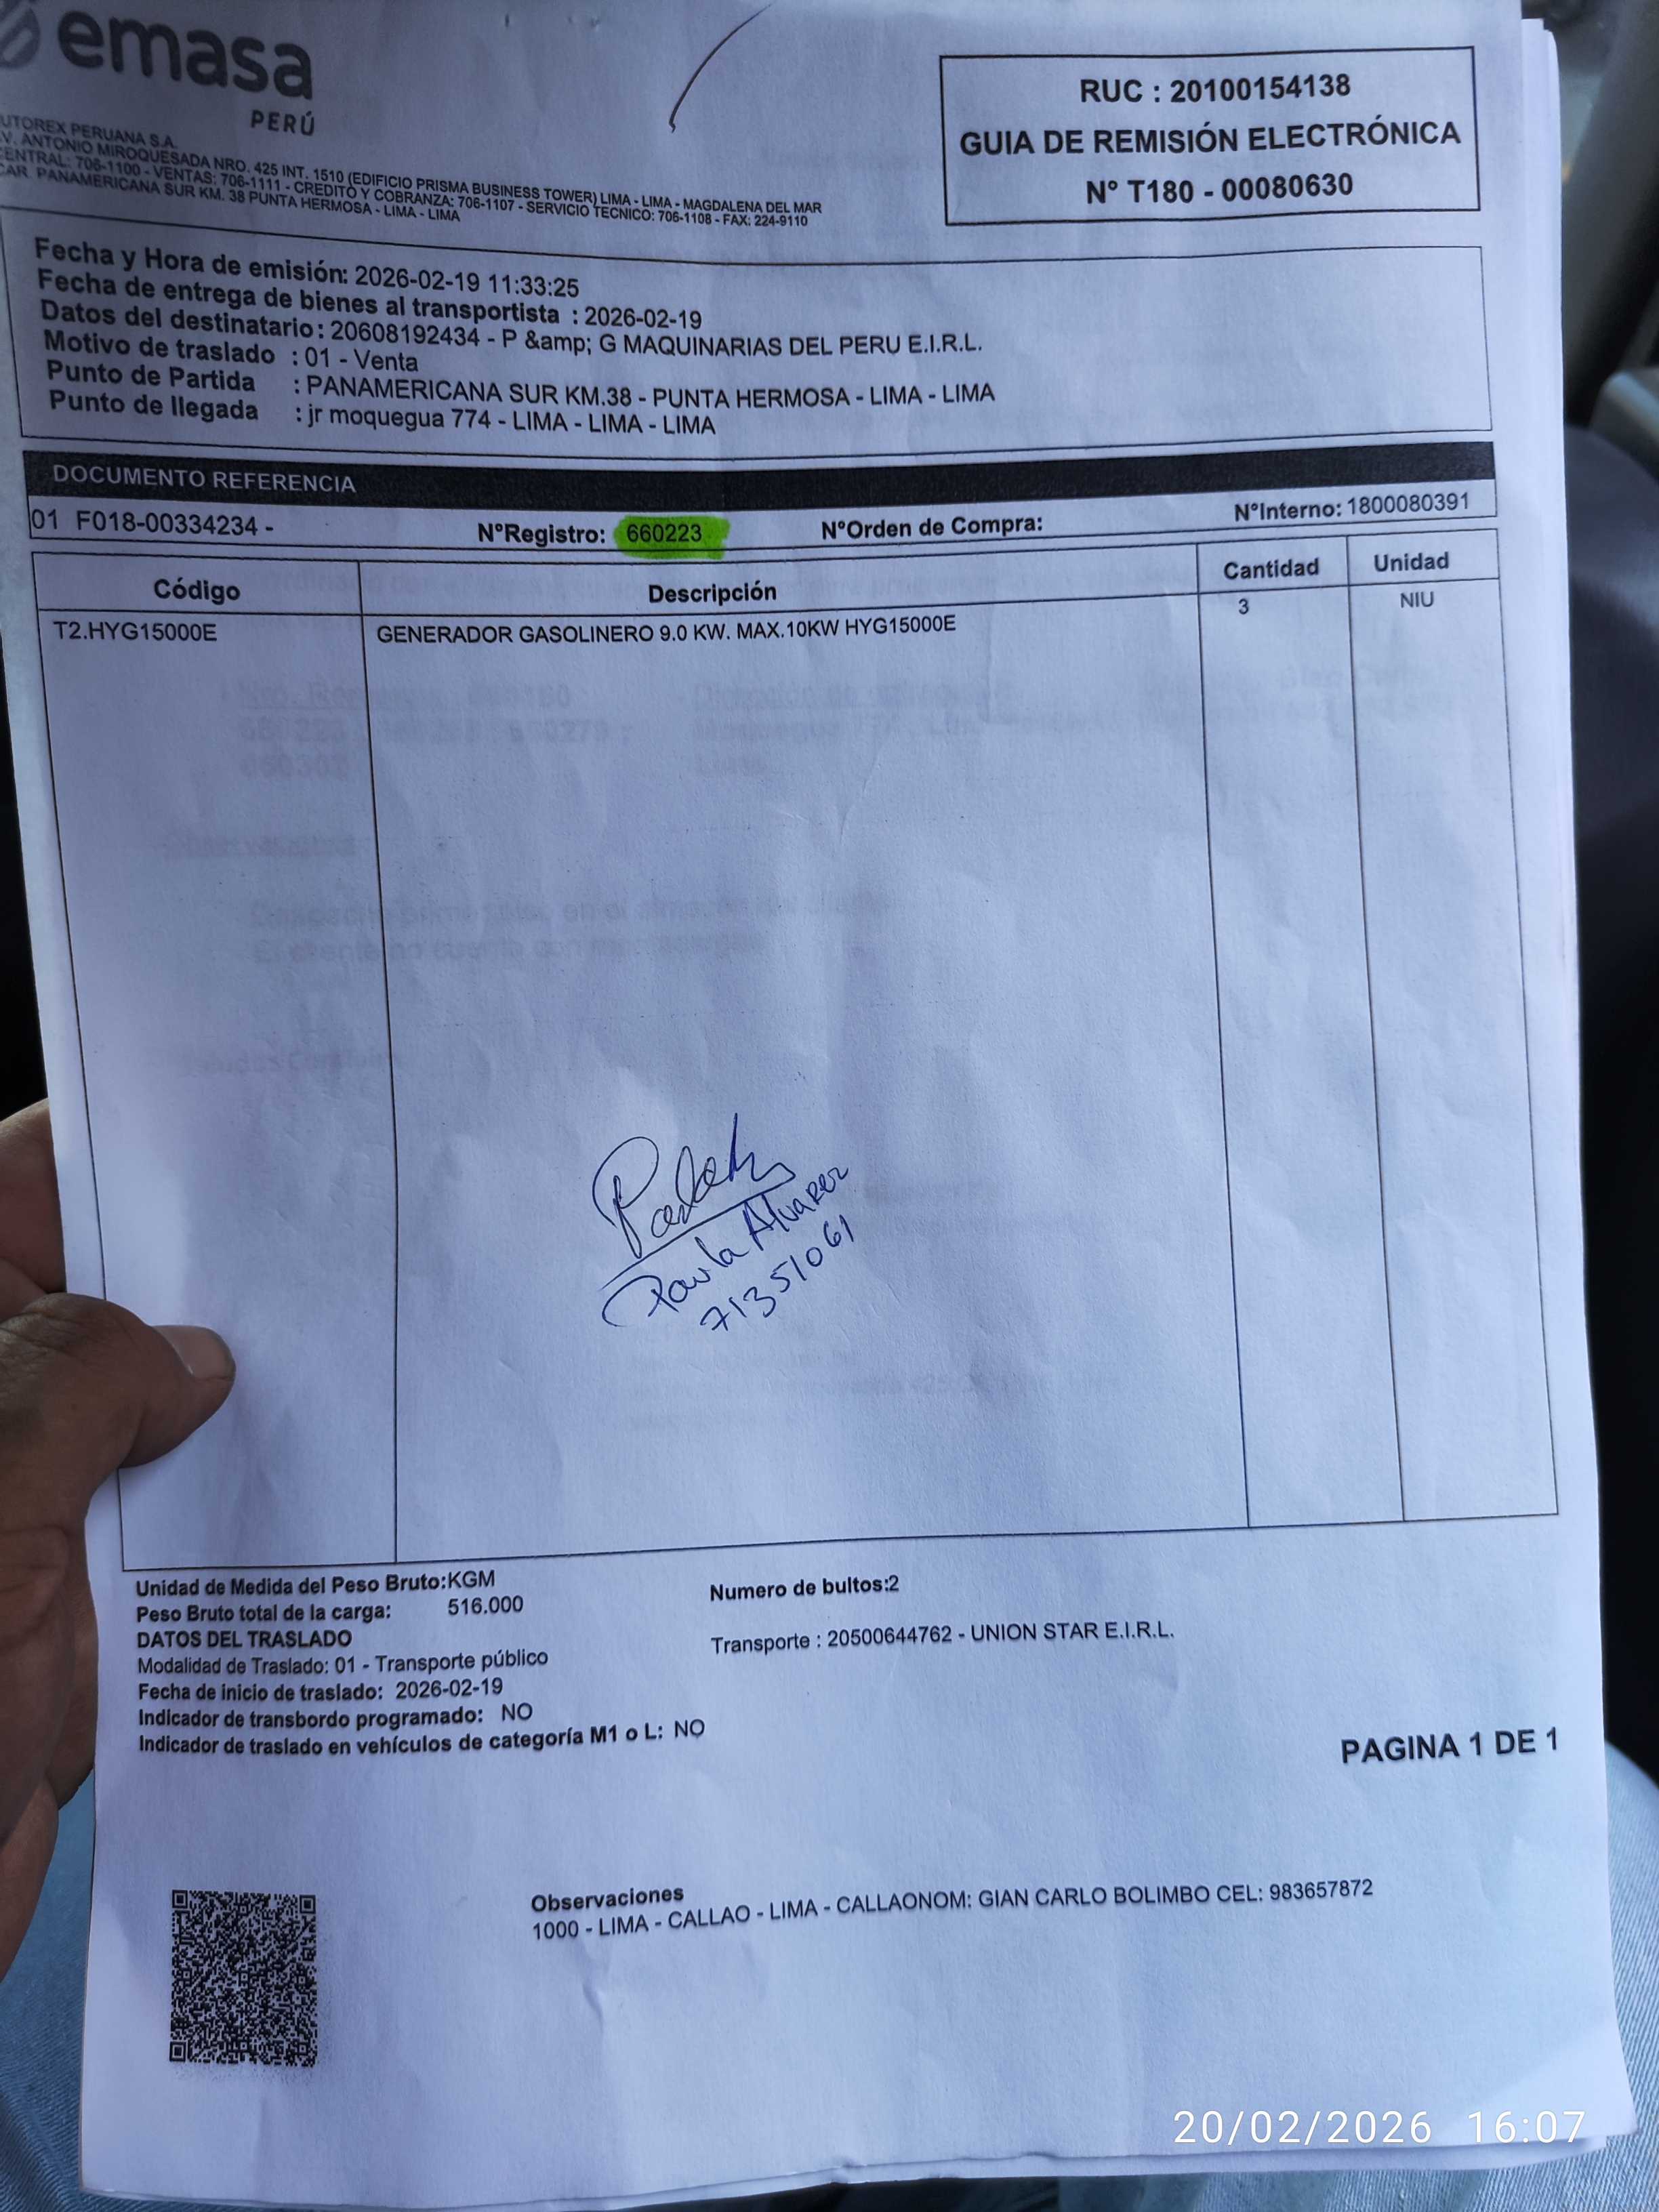 emasa
PERÚ
UTOREX PERUANA S.A.
V. ANTONIO MIROQUESADA NRO. 425 INT. 1510 (EDIFICIO PRISMA BUSINESS TOWER) LIMA - LIMA - MAGDALENA DEL MAR
ENTRAL: 706-1100 - VENTAS: 706-1111 - CREDITO Y COBRANZA: 706-1107 - SERVICIO TECNICO: 706-1108 - FAX: 224-9110
CAR. PANAMERICANA SUR KM. 38 PUNTA HERMOSA - LIMA - LIMA
RUC : 20100154138
GUIA DE REMISIÓN ELECTRÓNICA
N° T180 - 00080630
Fecha y Hora de emisión: 2026-02-19 11:33:25
Fecha de entrega de bienes al transportista : 2026-02-19
Datos del destinatario: 20608192434 - P &amp; G MAQUINARIAS DEL PERU E.I.R.L.
Motivo de traslado : 01 - Venta
Punto de Partida : PANAMERICANA SUR KM.38 - PUNTA HERMOSA - LIMA - LIMA
Punto de llegada : jr moquegua 774 - LIMA - LIMA - LIMA
DOCUMENTO REFERENCIA
01 F018-00334234 - N°Registro: 660223 N°Orden de Compra: N°Interno: 1800080391
Código Descripción Cantidad Unidad
T2.HYG15000E GENERADOR GASOLINERO 9.0 KW. MAX.10KW HYG15000E 3 NIU
Paula Alvarez
71351061
Unidad de Medida del Peso Bruto:KGM
Peso Bruto total de la carga: 516.000
Numero de bultos:2
DATOS DEL TRASLADO
Modalidad de Traslado: 01 - Transporte público
Transporte : 20500644762 - UNION STAR E.I.R.L.
Fecha de inicio de traslado: 2026-02-19
Indicador de transbordo programado: NO
Indicador de traslado en vehículos de categoría M1 o L: NO
PAGINA 1 DE 1
Observaciones
1000 - LIMA - CALLAO - LIMA - CALLAONOM: GIAN CARLO BOLIMBO CEL: 983657872
20/02/2026 16:07